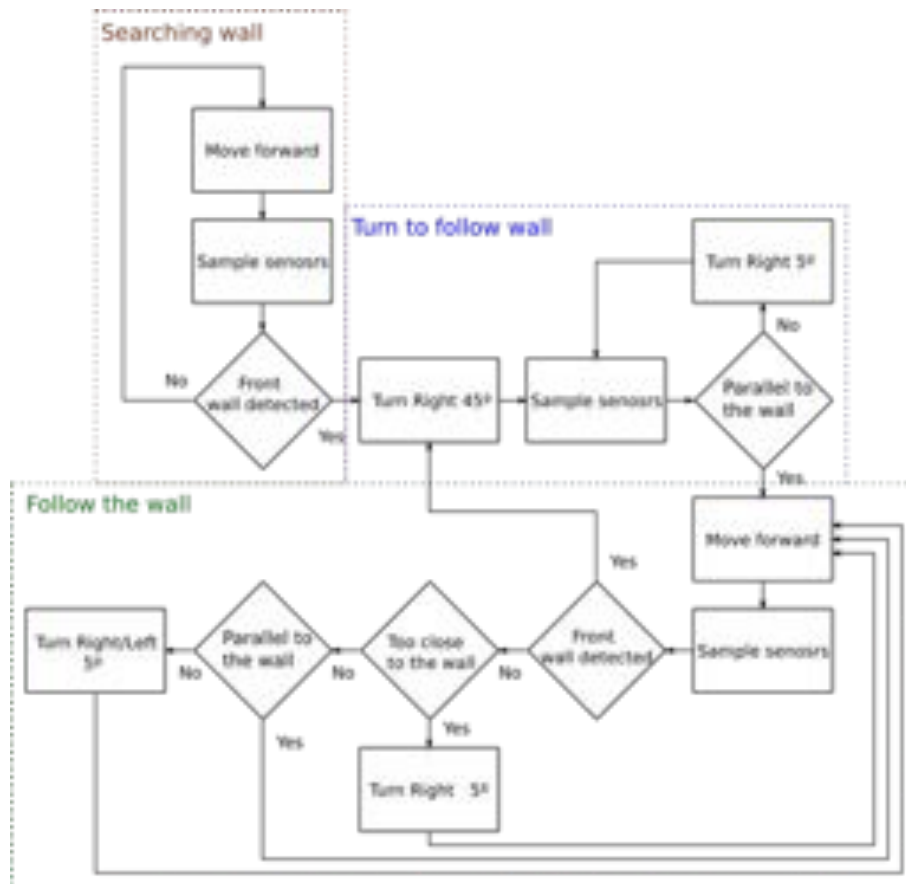 Searching wall
Move forward
Sample senosrs
Front
wall detected
No
Yes
Turn to follow wall
Turn Right 45º
Sample senosrs
Turn Right 5º
No
Parallel to
the wall
Yes
Follow the wall
Move forward
Sample senosrs
Front
wall detected
Yes
No
Too close
to the wall
No
Yes
Turn Right 5º
Parallel to
the wall
No
Yes
Turn Right/Left
5º